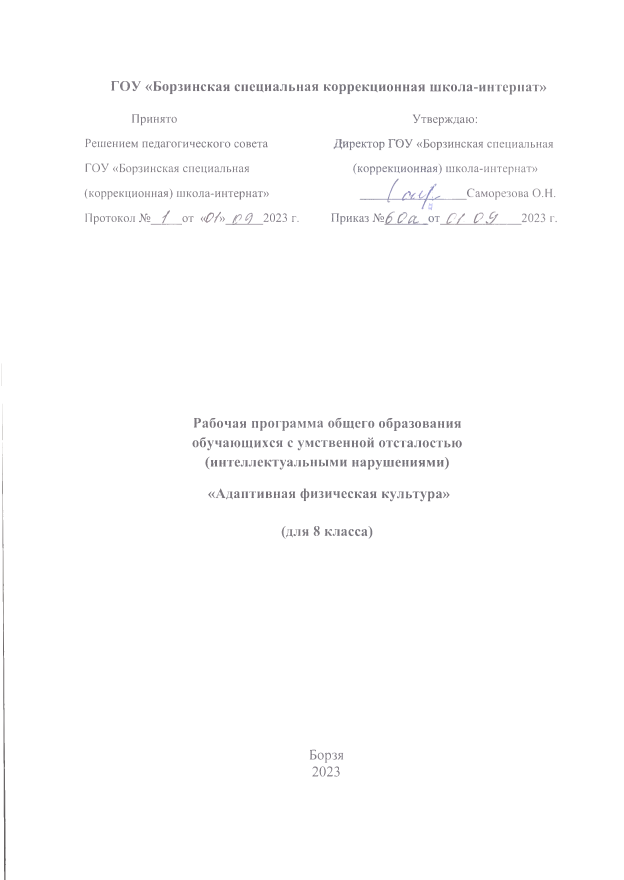 ГОУ «Борзинская специальная коррекционная школа-интернат»
Принято
Решением педагогического совета
ГОУ «Борзинская специальная
(коррекционная) школа-интернат»
Протокол № 1 от «01» 09 2023 г.
Утверждаю:
Директор ГОУ «Борзинская специальная
(коррекционная) школа-интернат»
Саморезова О.Н.
Приказ №60а от 01 09 2023 г.
Рабочая программа общего образования
обучающихся с умственной отсталостью
(интеллектуальными нарушениями)
«Адаптивная физическая культура»
(для 8 класса)
Борзя
2023